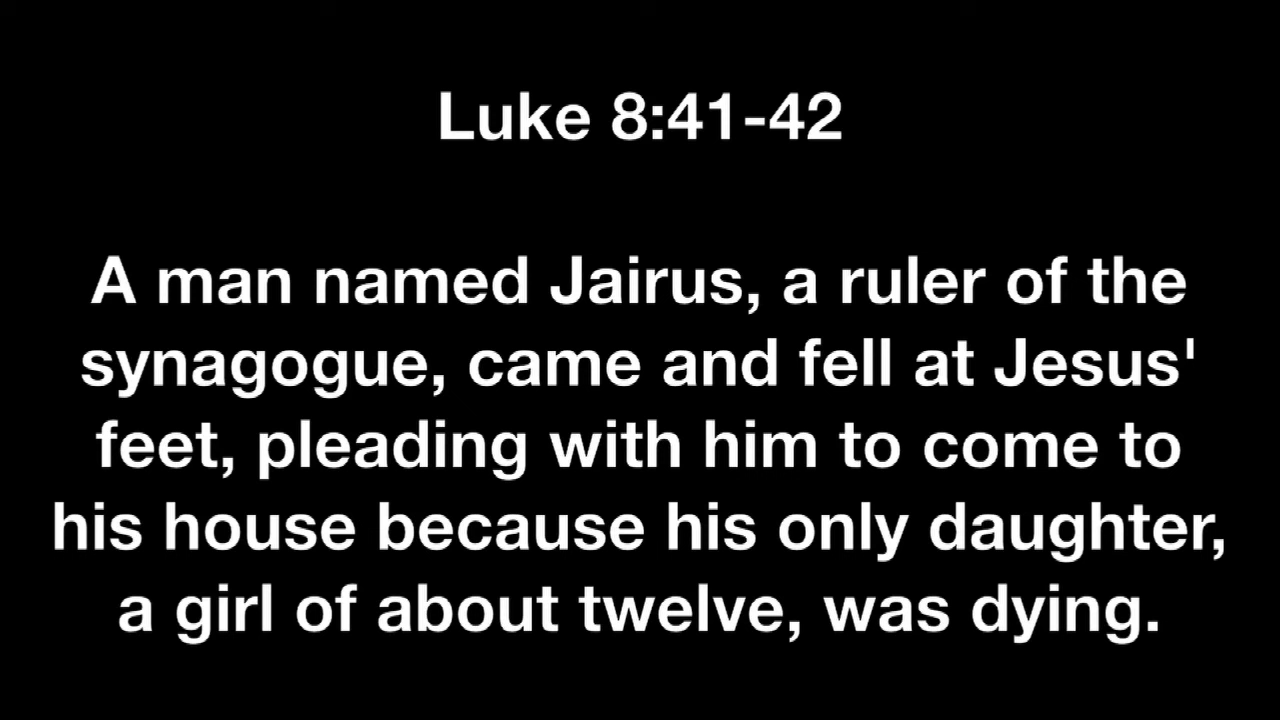 Luke 8:41-42
A man named Jairus, a ruler of the
synagogue, came and fell at Jesus'
feet, pleading with him to come to
his house because his only daughter,
a girl of about twelve, was dying.